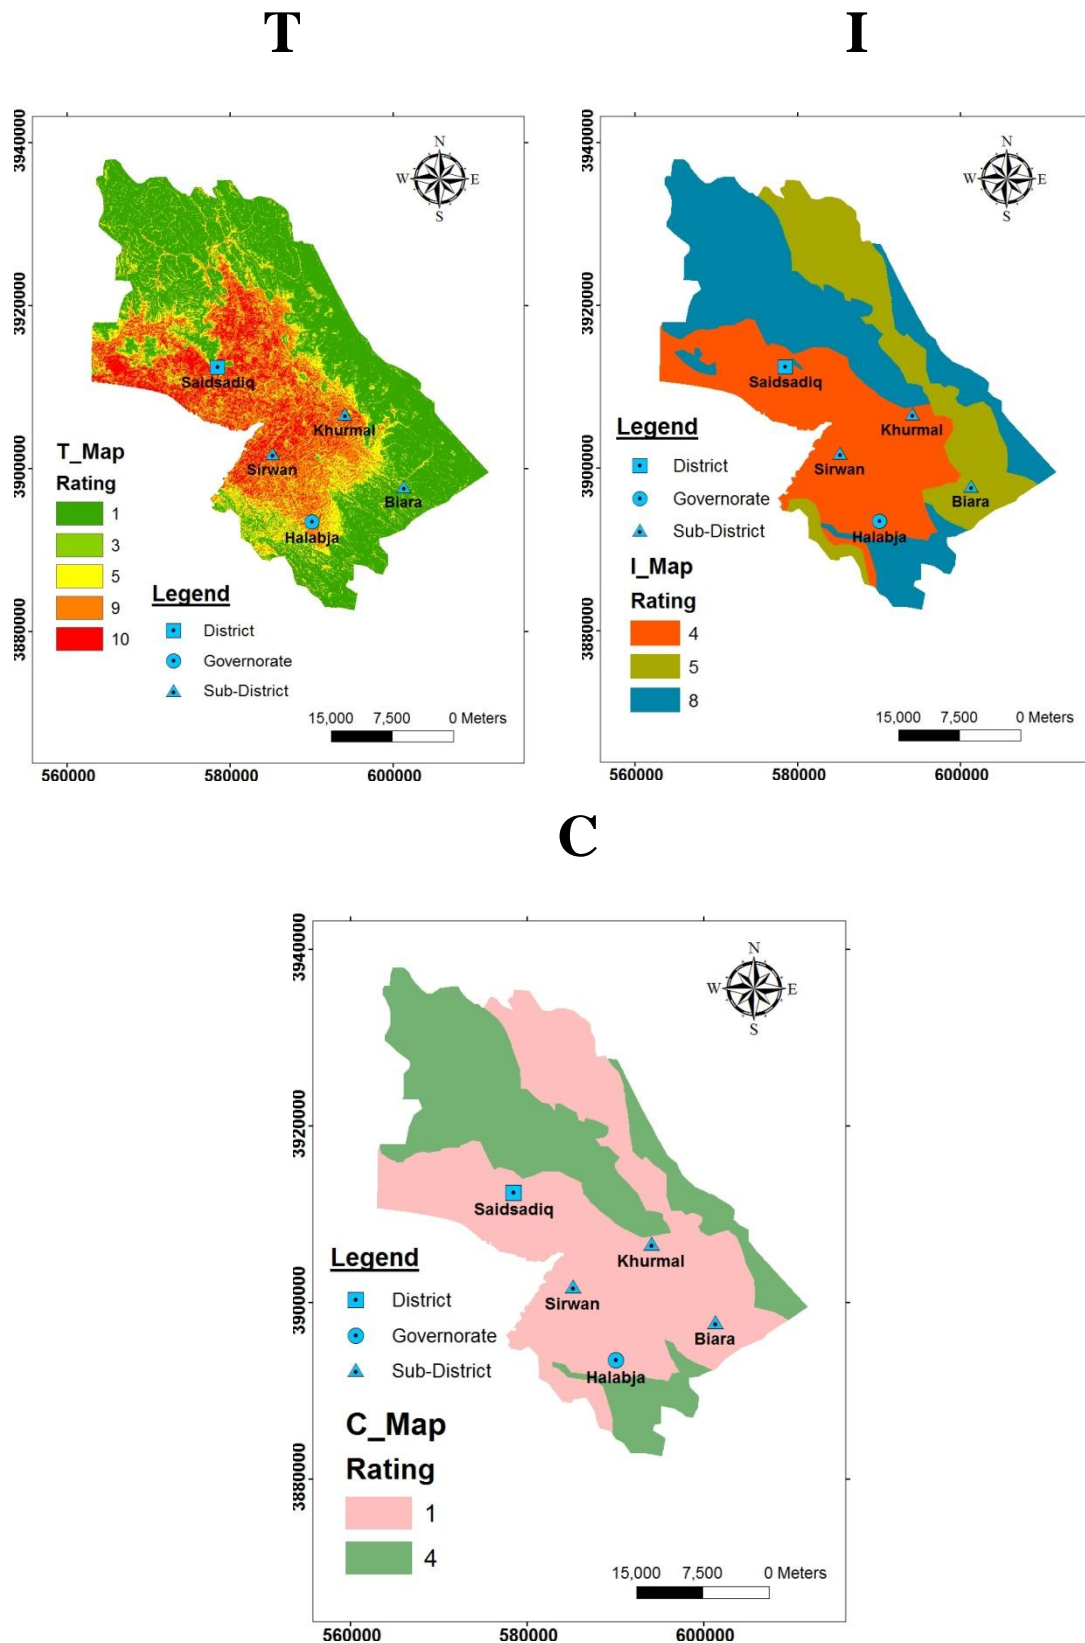 T
I
3940000
3920000
3900000
3880000
N
W E
S
Saidsadiq
Khurmal
Sirwan
Biara
Halabja
T_Map
Rating
1
3
5
9
10
Legend
District
Governorate
Sub-District
15,000 7,500 0 Meters
560000 580000 600000
3940000
3920000
3900000
3880000
N
W E
S
Saidsadiq
Khurmal
Sirwan
Biara
Halabja
Legend
District
Governorate
Sub-District
I_Map
Rating
4
5
8
15,000 7,500 0 Meters
560000 580000 600000
C
3940000
3920000
3900000
3880000
N
W E
S
Saidsadiq
Khurmal
Sirwan
Biara
Halabja
Legend
District
Governorate
Sub-District
C_Map
Rating
1
4
15,000 7,500 0 Meters
560000 580000 600000